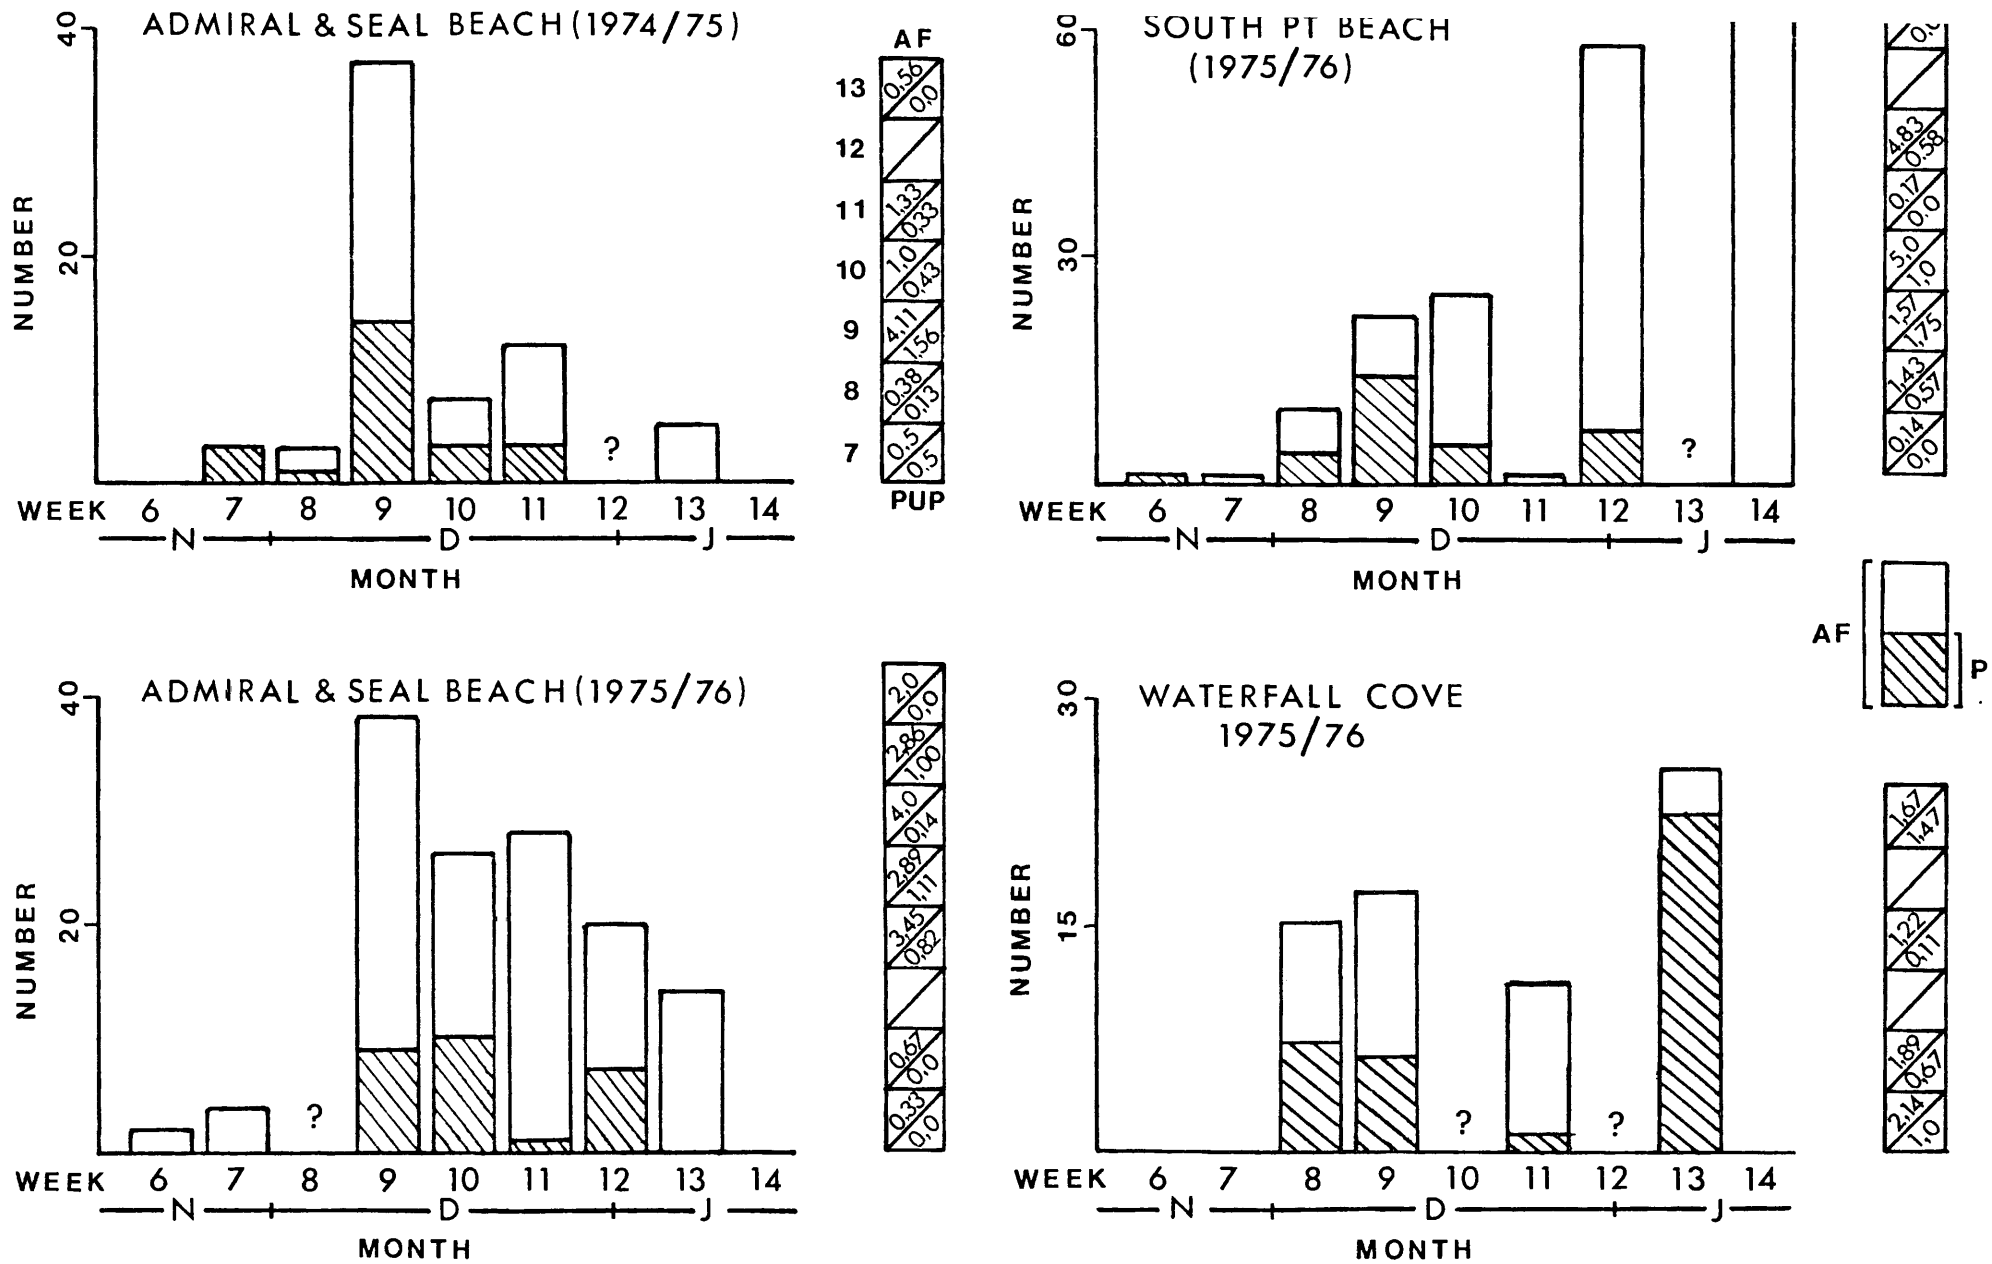 ADMIRAL & SEAL BEACH (1974/75)
40
20
NUMBER
?
WEEK 6 7 8 9 10 11 12 13 14
N D J
MONTH
AF
13 0,56 0,0
12
11 1,33 0,33
10 1,0 0,43
9 4,11 1,56
8 0,38 0,13
7 0,5 0,5
PUP
SOUTH PT BEACH
(1975/76)
60
30
NUMBER
?
WEEK 6 7 8 9 10 11 12 13 14
N D J
MONTH
4,83 0,58
0,17 0,0
5,0 1,0
1,57 1,75
1,43 0,57
0,14 0,0
AF P
ADMIRAL & SEAL BEACH (1975/76)
40
20
NUMBER
?
WEEK 6 7 8 9 10 11 12 13 14
N D J
MONTH
2,0 0,0
2,86 1,00
4,0 0,14
2,89 1,11
3,45 0,82
0,67 0,0
0,33 0,0
WATERFALL COVE
1975/76
30
15
NUMBER
? ?
WEEK 6 7 8 9 10 11 12 13 14
N D J
MONTH
1,67 1,47
1,22 0,11
1,89 0,67
2,14 1,0